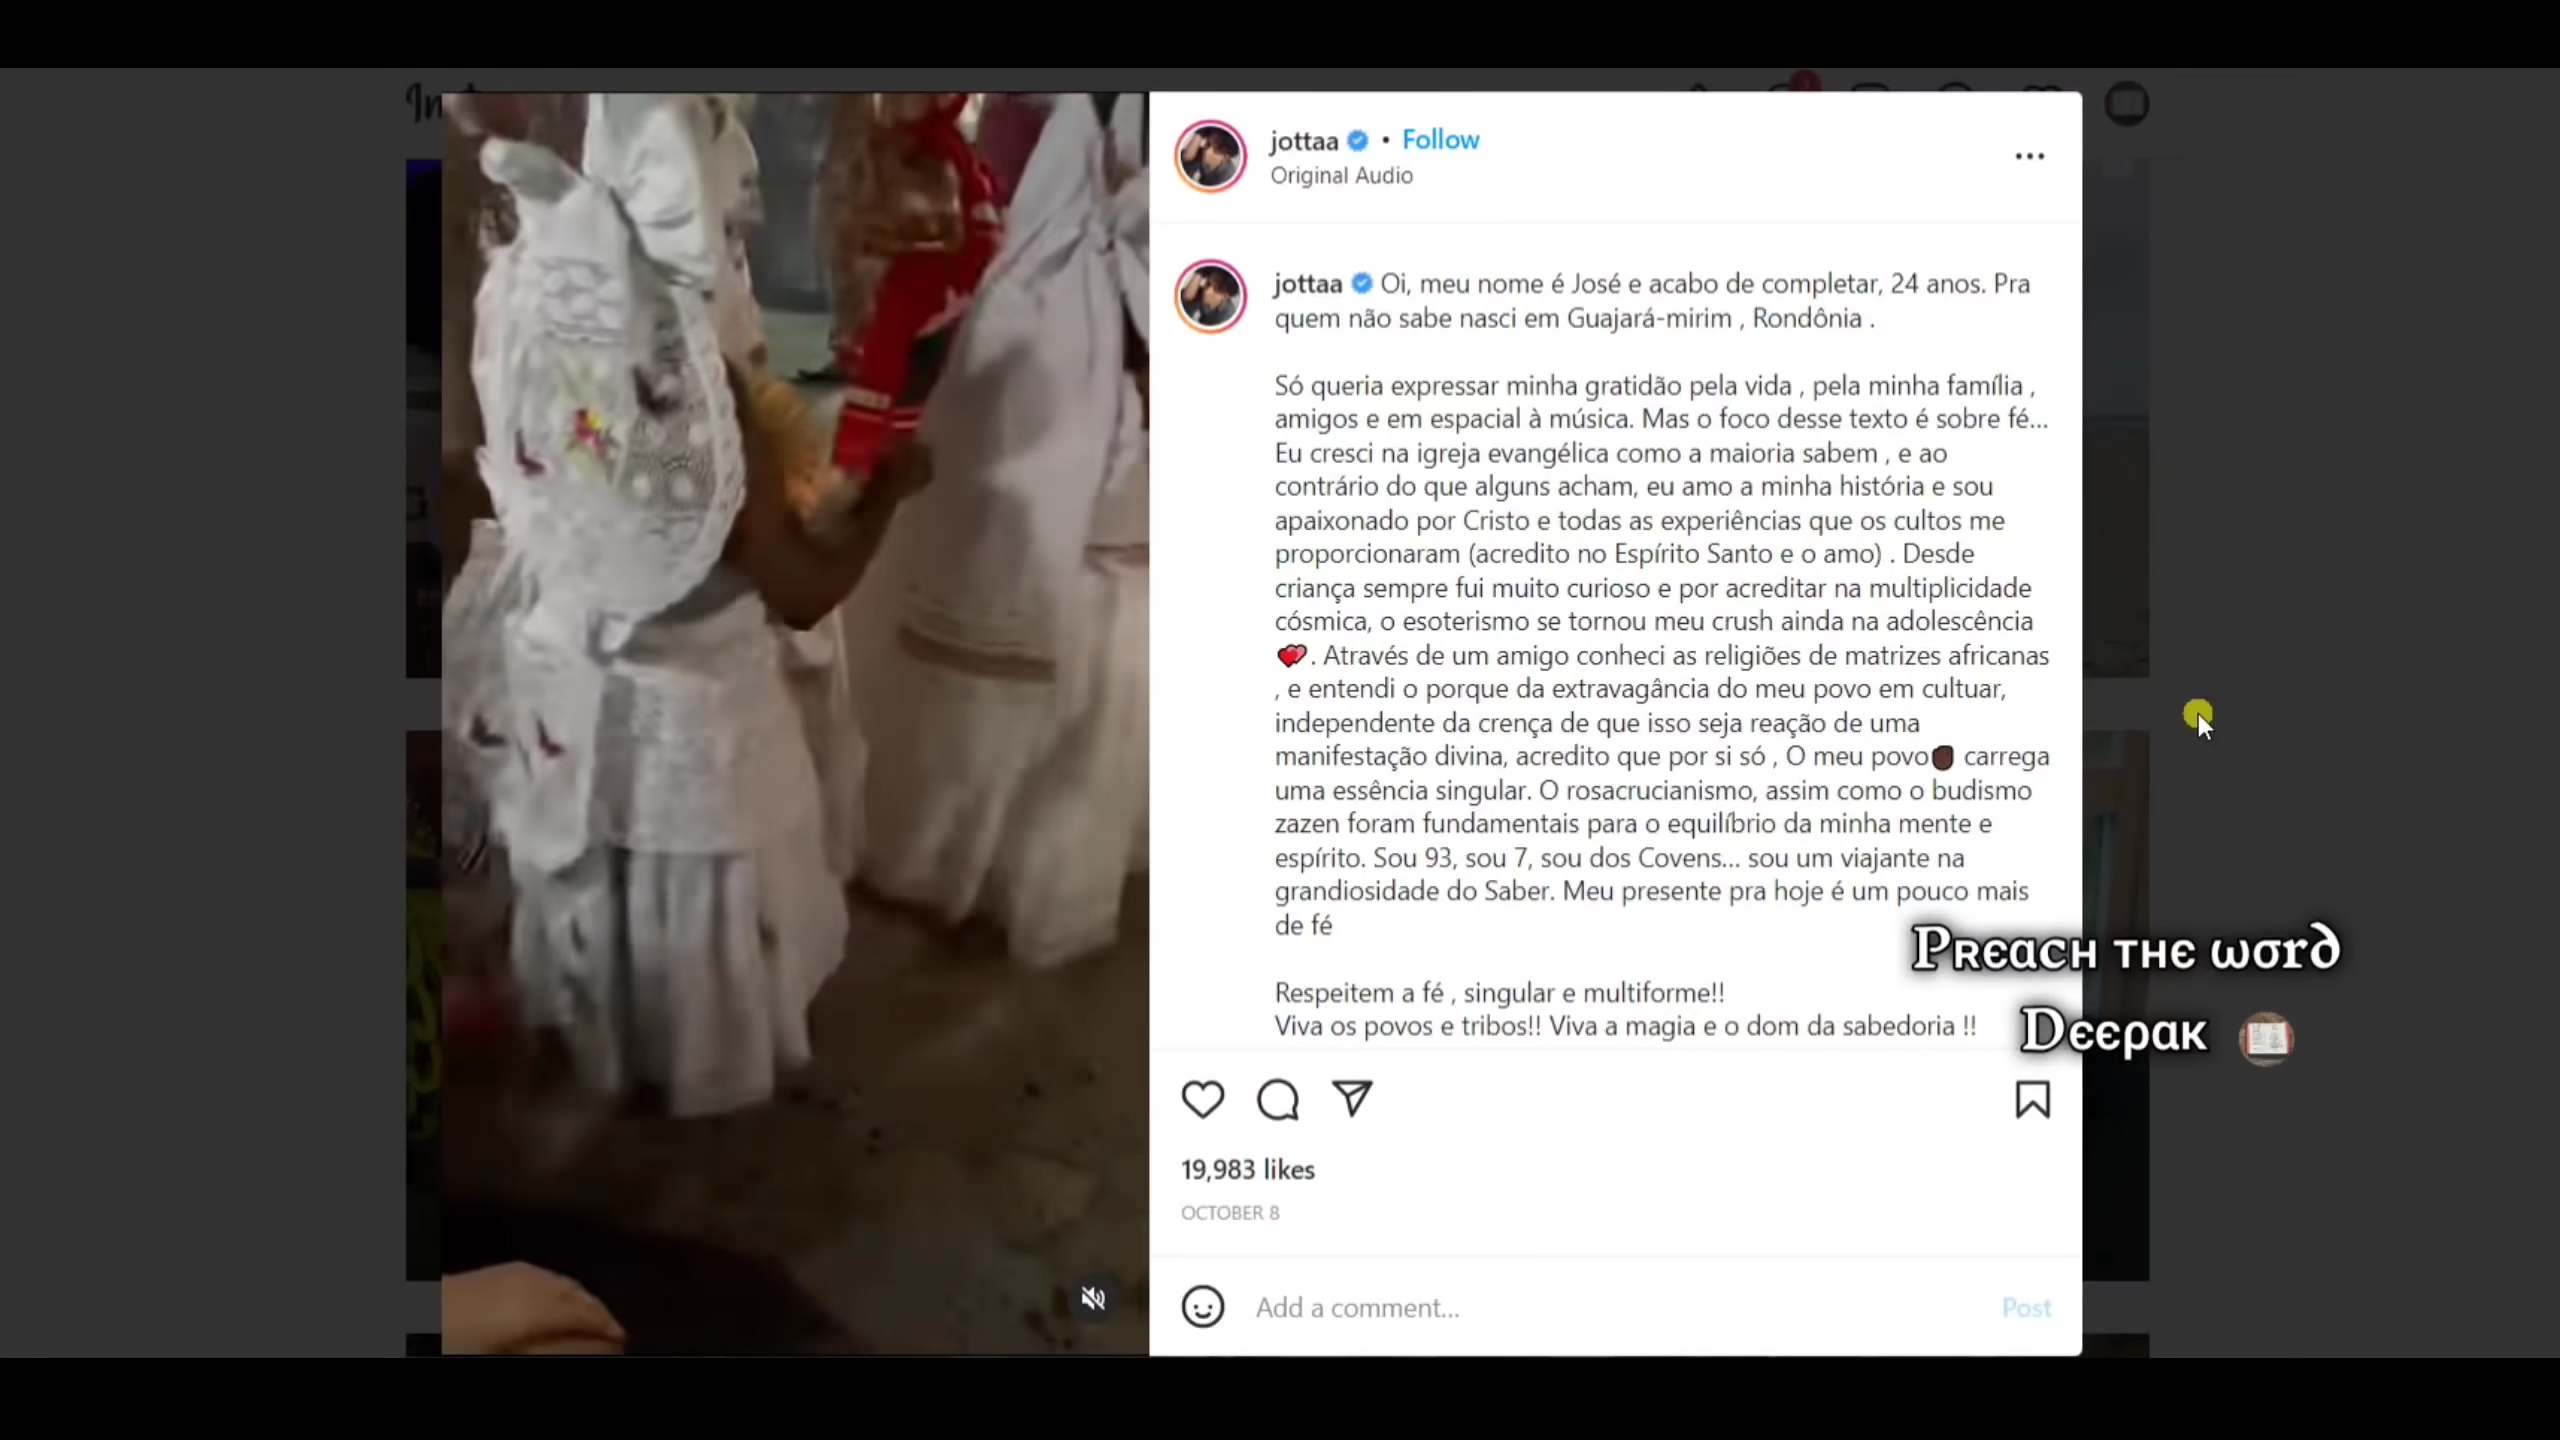 jottaa • Follow
Original Audio
jottaa Oi, meu nome é José e acabo de completar, 24 anos. Pra
quem não sabe nasci em Guajará-mirim , Rondônia .
Só queria expressar minha gratidão pela vida , pela minha família ,
amigos e em espacial à música. Mas o foco desse texto é sobre fé...
Eu cresci na igreja evangélica como a maioria sabem , e ao
contrário do que alguns acham, eu amo a minha história e sou
apaixonado por Cristo e todas as experiências que os cultos me
proporcionaram (acredito no Espírito Santo e o amo) . Desde
criança sempre fui muito curioso e por acreditar na multiplicidade
cósmica, o esoterismo se tornou meu crush ainda na adolescência
💕. Através de um amigo conheci as religiões de matrizes africanas
, e entendi o porque da extravagância do meu povo em cultuar,
independente da crença de que isso seja reação de uma
manifestação divina, acredito que por si só , O meu povo✊🏿 carrega
uma essência singular. O rosacrucianismo, assim como o budismo
zazen foram fundamentais para o equilíbrio da minha mente e
espírito. Sou 93, sou 7, sou dos Covens... sou um viajante na
grandiosidade do Saber. Meu presente pra hoje é um pouco mais
de fé
Respeitem a fé , singular e multiforme!!
Viva os povos e tribos!! Viva a magia e o dom da sabedoria !!
Preach the word
Deepak
19,983 likes
OCTOBER 8
Add a comment...
Post